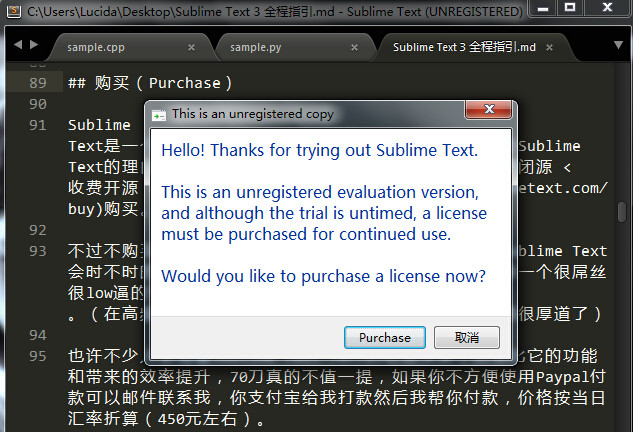 C:\Users\Lucida\Desktop\Sublime Text 3 全程指引.md - Sublime Text (UNREGISTERED)
sample.cpp
sample.py
Sublime Text 3 全程指引.md
89 ## 购买（Purchase）
90
This is an unregistered copy
Hello! Thanks for trying out Sublime Text.
This is an unregistered evaluation version,
and although the trial is untimed, a license
must be purchased for continued use.
Would you like to purchase a license now?
Purchase
取消
91 Sublime
Text是一 Sublime
Text的理 闭源 <
收费开源 etext.com/
buy)购买。
92
93 不过不购 blime Text
会时不时的 一个很屌丝
很low逼的
。（在高 很厚道了）
94
95 也许不少 它的功能
和带来的效率提升，70刀真的不值一提，如果你不方便使用Paypal付
款可以邮件联系我，你支付宝给我打款然后我帮你付款，价格按当日
汇率折算（450元左右）。